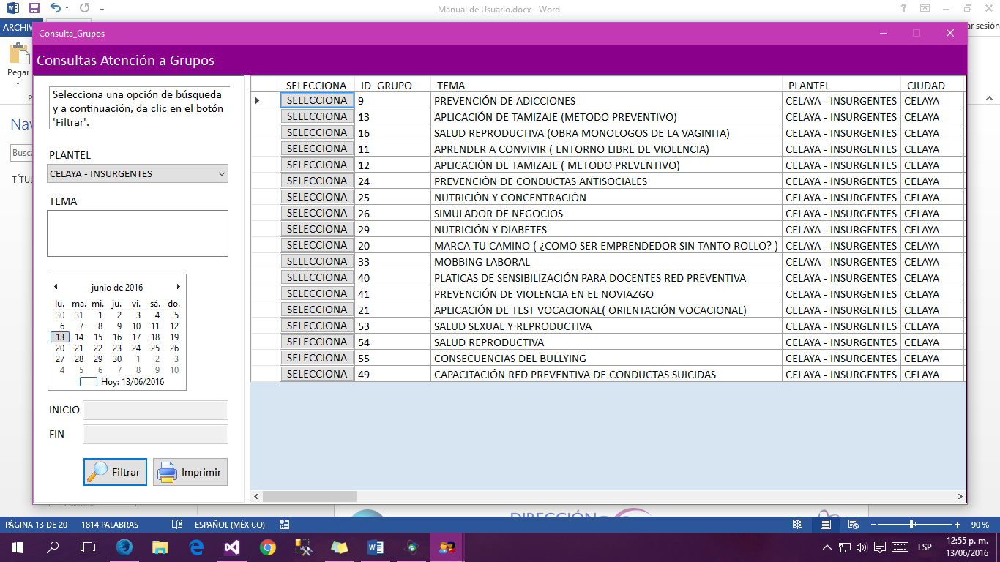 Manual de Usuario.docx - Word
ARCHIV
ar sesión
Pegar
Consulta_Grupos
Consultas Atención a Grupos
Selecciona una opción de búsqueda
y a continuación, da clic en el botón
'Filtrar'.
Nav
Busca
TÍTUL
PLANTEL
CELAYA - INSURGENTES
TEMA
junio de 2016
lu. ma. mi. ju. vi. sá. do.
30 31 1 2 3 4 5
6 7 8 9 10 11 12
13 14 15 16 17 18 19
20 21 22 23 24 25 26
27 28 29 30 1 2 3
4 5 6 7 8 9 10
Hoy: 13/06/2016
INICIO
FIN
Filtrar Imprimir
SELECCIONA ID GRUPO TEMA PLANTEL CIUDAD
SELECCIONA 9 PREVENCIÓN DE ADICCIONES CELAYA - INSURGENTES CELAYA
SELECCIONA 13 APLICACIÓN DE TAMIZAJE (METODO PREVENTIVO) CELAYA - INSURGENTES CELAYA
SELECCIONA 16 SALUD REPRODUCTIVA (OBRA MONOLOGOS DE LA VAGINITA) CELAYA - INSURGENTES CELAYA
SELECCIONA 11 APRENDER A CONVIVIR ( ENTORNO LIBRE DE VIOLENCIA) CELAYA - INSURGENTES CELAYA
SELECCIONA 12 APLICACIÓN DE TAMIZAJE ( METODO PREVENTIVO) CELAYA - INSURGENTES CELAYA
SELECCIONA 24 PREVENCIÓN DE CONDUCTAS ANTISOCIALES CELAYA - INSURGENTES CELAYA
SELECCIONA 25 NUTRICIÓN Y CONCENTRACIÓN CELAYA - INSURGENTES CELAYA
SELECCIONA 26 SIMULADOR DE NEGOCIOS CELAYA - INSURGENTES CELAYA
SELECCIONA 29 NUTRICIÓN Y DIABETES CELAYA - INSURGENTES CELAYA
SELECCIONA 20 MARCA TU CAMINO ( ¿COMO SER EMPRENDEDOR SIN TANTO ROLLO? ) CELAYA - INSURGENTES CELAYA
SELECCIONA 33 MOBBING LABORAL CELAYA - INSURGENTES CELAYA
SELECCIONA 40 PLATICAS DE SENSIBILIZACIÓN PARA DOCENTES RED PREVENTIVA CELAYA - INSURGENTES CELAYA
SELECCIONA 41 PREVENCIÓN DE VIOLENCIA EN EL NOVIAZGO CELAYA - INSURGENTES CELAYA
SELECCIONA 21 APLICACIÓN DE TEST VOCACIONAL( ORIENTACIÓN VOCACIONAL) CELAYA - INSURGENTES CELAYA
SELECCIONA 53 SALUD SEXUAL Y REPRODUCTIVA CELAYA - INSURGENTES CELAYA
SELECCIONA 54 SALUD REPRODUCTIVA CELAYA - INSURGENTES CELAYA
SELECCIONA 55 CONSECUENCIAS DEL BULLYING CELAYA - INSURGENTES CELAYA
SELECCIONA 49 CAPACITACIÓN RED PREVENTIVA DE CONDUCTAS SUICIDAS CELAYA - INSURGENTES CELAYA
DIRECCIÓN
PÁGINA 13 DE 20 1814 PALABRAS ESPAÑOL (MÉXICO) 90 %
ESP
12:55 p. m.
13/06/2016